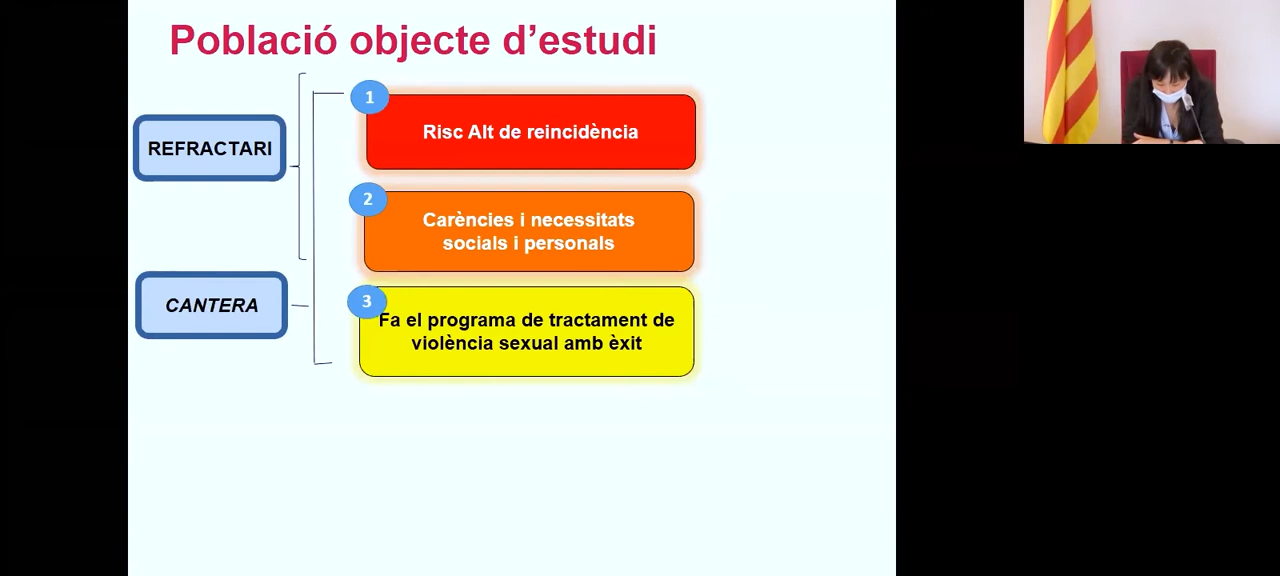 Població objecte d'estudi
REFRACTARI
CANTERA
1
Risc Alt de reincidència
2
Carències i necessitats
socials i personals
3
Fa el programa de tractament de
violència sexual amb èxit